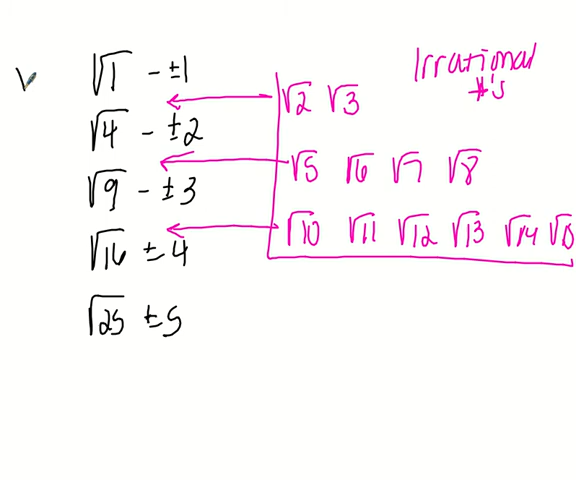 √1 - ±1
Irrational
#'s
√2 √3
√4 - ±2
√5 √6 √7 √8
√9 - ±3
√10 √11 √12 √13 √14 √15
√16 ±4
√25 ±5